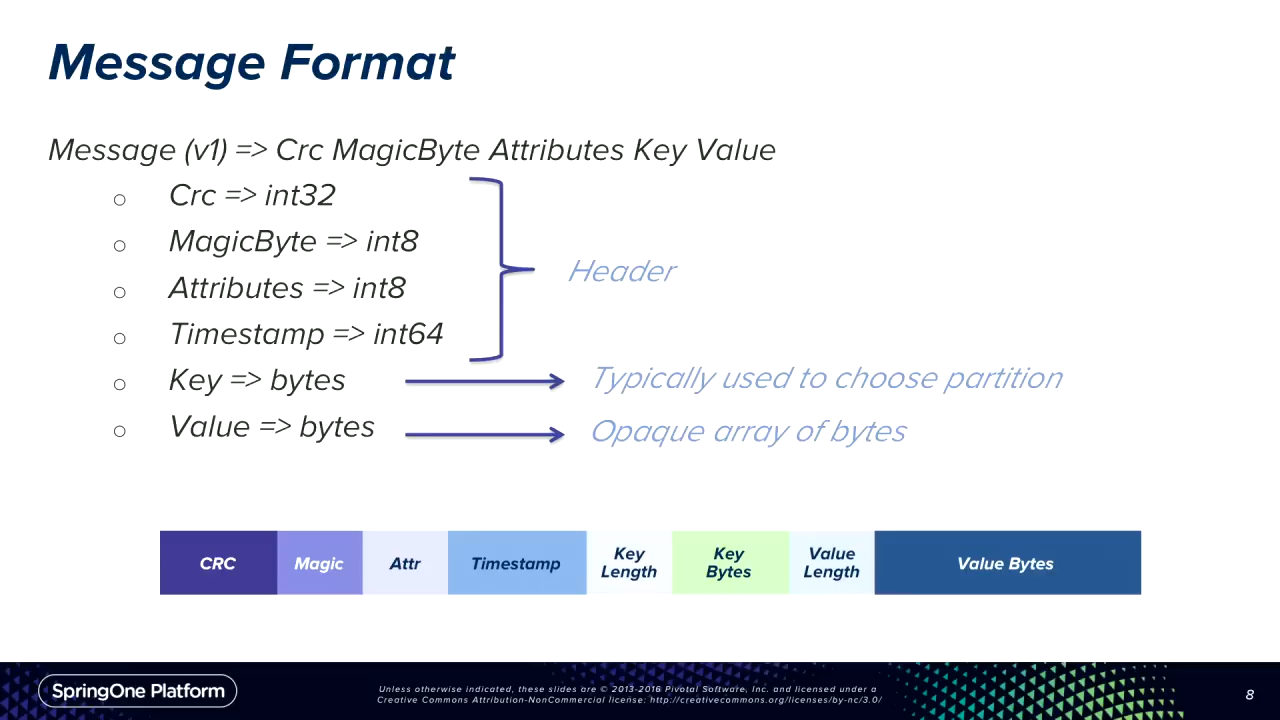 Message Format
Message (v1) => Crc MagicByte Attributes Key Value
○ Crc => int32
○ MagicByte => int8
○ Attributes => int8
○ Timestamp => int64
Header
○ Key => bytes
Typically used to choose partition
○ Value => bytes
Opaque array of bytes
CRC
Magic
Attr
Timestamp
Key
Length
Key
Bytes
Value
Length
Value Bytes
SpringOne Platform
Unless otherwise indicated, these slides are © 2013-2016 Pivotal Software, Inc. and licensed under a
Creative Commons Attribution-NonCommercial license: http://creativecommons.org/licenses/by-nc/3.0/
8